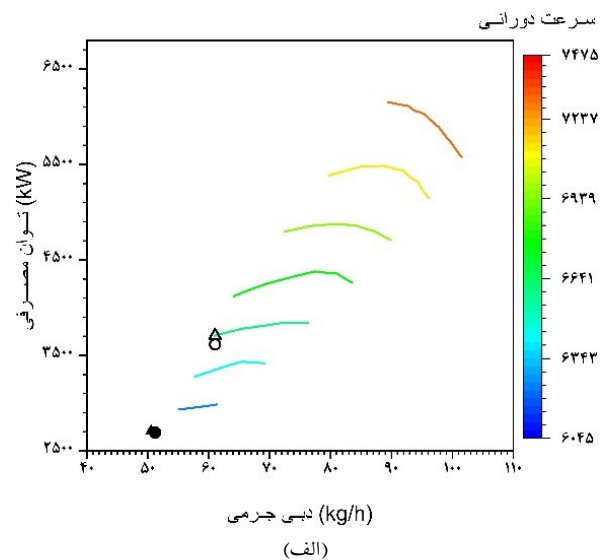 سرعت دورانی
۷۴۷۵
۷۲۳۷
۶۹۳۹
۶۶۴۱
۶۳۴۳
۶۰۴۵
توان مصرفی (kW)
۶۵۰۰
۵۵۰۰
۴۵۰۰
۳۵۰۰
۲۵۰۰
۴۰ ۵۰ ۶۰ ۷۰ ۸۰ ۹۰ ۱۰۰ ۱۱۰
دبی جرمی (kg/h)
(الف)